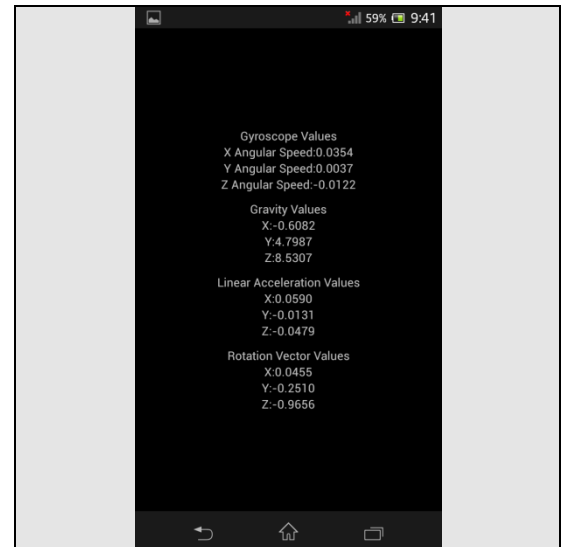 59% 9:41
Gyroscope Values
X Angular Speed:0.0354
Y Angular Speed:0.0037
Z Angular Speed:-0.0122
Gravity Values
X:-0.6082
Y:4.7987
Z:8.5307
Linear Acceleration Values
X:0.0590
Y:-0.0131
Z:-0.0479
Rotation Vector Values
X:0.0455
Y:-0.2510
Z:-0.9656